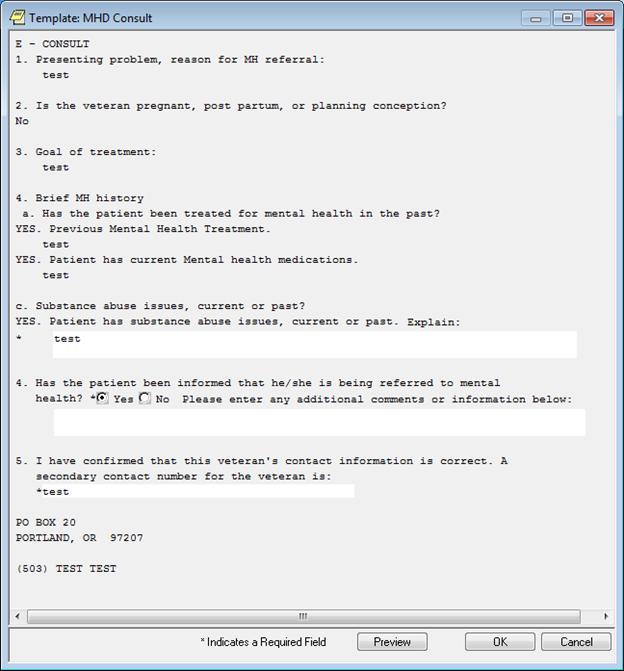 Template: MHD Consult
E - CONSULT
1. Presenting problem, reason for MH referral:
test
2. Is the veteran pregnant, post partum, or planning conception?
No
3. Goal of treatment:
test
4. Brief MH history
a. Has the patient been treated for mental health in the past?
YES. Previous Mental Health Treatment.
test
YES. Patient has current Mental health medications.
test
c. Substance abuse issues, current or past?
YES. Patient has substance abuse issues, current or past. Explain:
* test
4. Has the patient been informed that he/she is being referred to mental
health? * Yes No Please enter any additional comments or information below:
5. I have confirmed that this veteran's contact information is correct. A
secondary contact number for the veteran is:
*test
PO BOX 20
PORTLAND, OR 97207
(503) TEST TEST
* Indicates a Required Field Preview OK Cancel